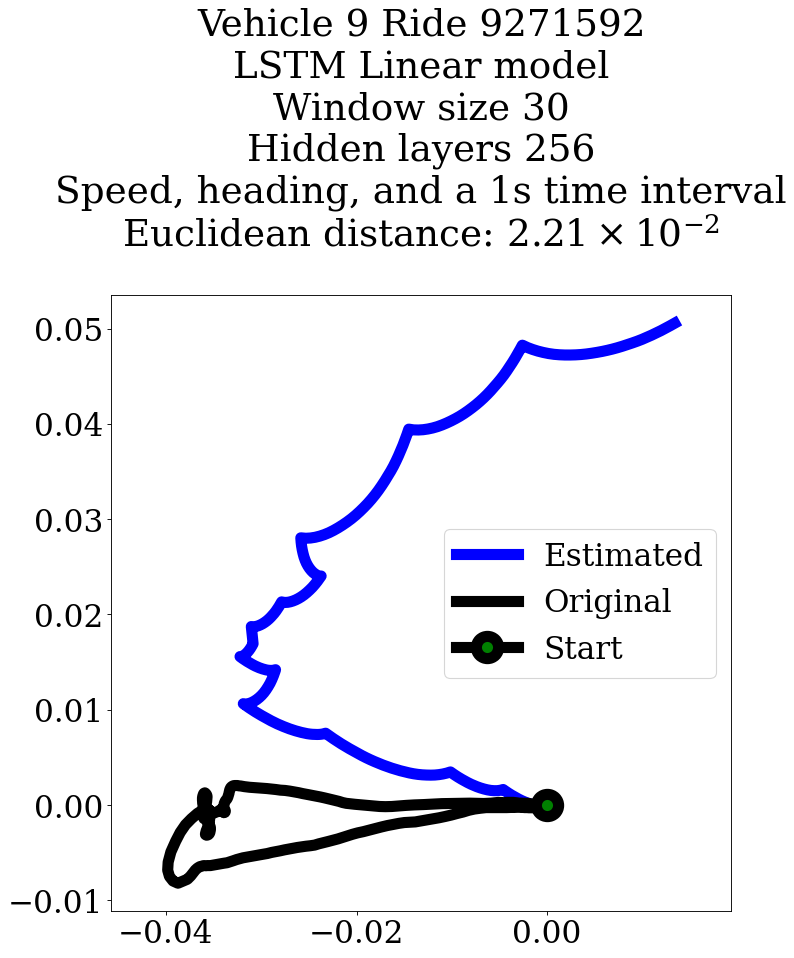 Vehicle 9 Ride 9271592
LSTM Linear model
Window size 30
Hidden layers 256
Speed, heading, and a 1s time interval
Euclidean distance: 2.21 × 10⁻²
0.05
0.04
0.03
0.02
0.01
0.00
−0.01
Estimated
Original
Start
−0.04
−0.02
0.00